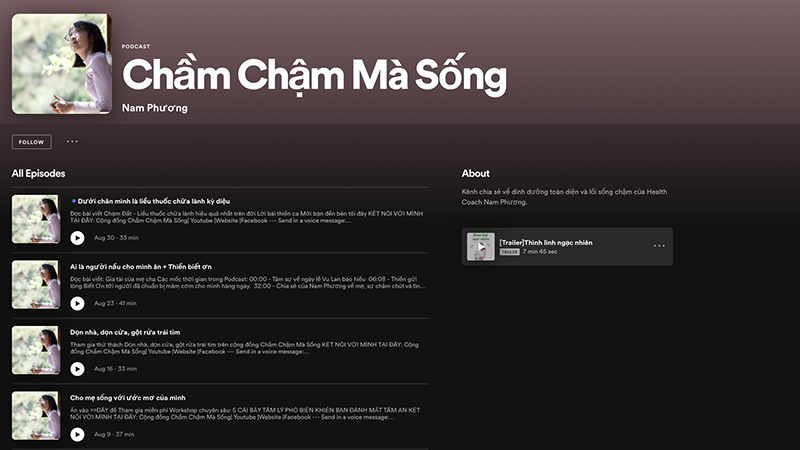 PODCAST
Chầm Chậm Mà Sống
Nam Phương
FOLLOW
All Episodes
Dưới chân mình là liều thuốc chữa lành kỳ diệu
Đọc bài viết Chạm Đất - Liều thuốc chữa lành hiệu quả nhất trên đời Lời bài thiền ca Mời bạn đến bên tôi đây KẾT NỐI VỚI MÌNH
TẠI ĐÂY: Cộng đồng Chầm Chậm Mà Sống| Youtube |Website |Facebook --- Send in a voice message:...
Aug 30 · 33 min
Ai là người nấu cho mình ăn + Thiền biết ơn
Đọc bài viết: Gia tài của mẹ cha Các mốc thời gian trong Podcast: 00:00 - Tâm sự về ngày lễ Vu Lan báo hiếu 06:08 - Thiền gửi
lòng Biết Ơn tới người đã chuẩn bị mâm cơm cho mình hàng ngày. 32:00 - Chia sẻ của Nam Phương về mẹ, sự chăm chút và tìn...
Aug 23 · 41 min
Dọn nhà, dọn cửa, gột rửa trái tim
Tham gia thử thách Dọn nhà, dọn cửa, gột rửa trái tim trên cộng đồng Chầm Chậm Mà Sống KẾT NỐI VỚI MÌNH TẠI ĐÂY: Cộng
đồng Chầm Chậm Mà Sống| Youtube |Website |Facebook --- Send in a voice message:...
Aug 16 · 33 min
Cho mẹ sống với ước mơ của mình
Ấn vào >>ĐÂY để Tham gia miễn phí Workshop chuyên sâu: 5 CÁI BẪY TÂM LÝ PHỔ BIẾN KHIẾN BẠN ĐÁNH MẤT TÂM AN KẾT
NỐI VỚI MÌNH TẠI ĐÂY: Cộng đồng Chầm Chậm Mà Sống| Youtube |Website |Facebook --- Send in a voice message:...
Aug 9 · 37 min
About
Kênh chia sẻ về dinh dưỡng toàn diện và lối sống chậm của Health
Coach Nam Phương.
[Trailer]Thinh linh ngạc nhiên
TRAILER 7 min 45 sec